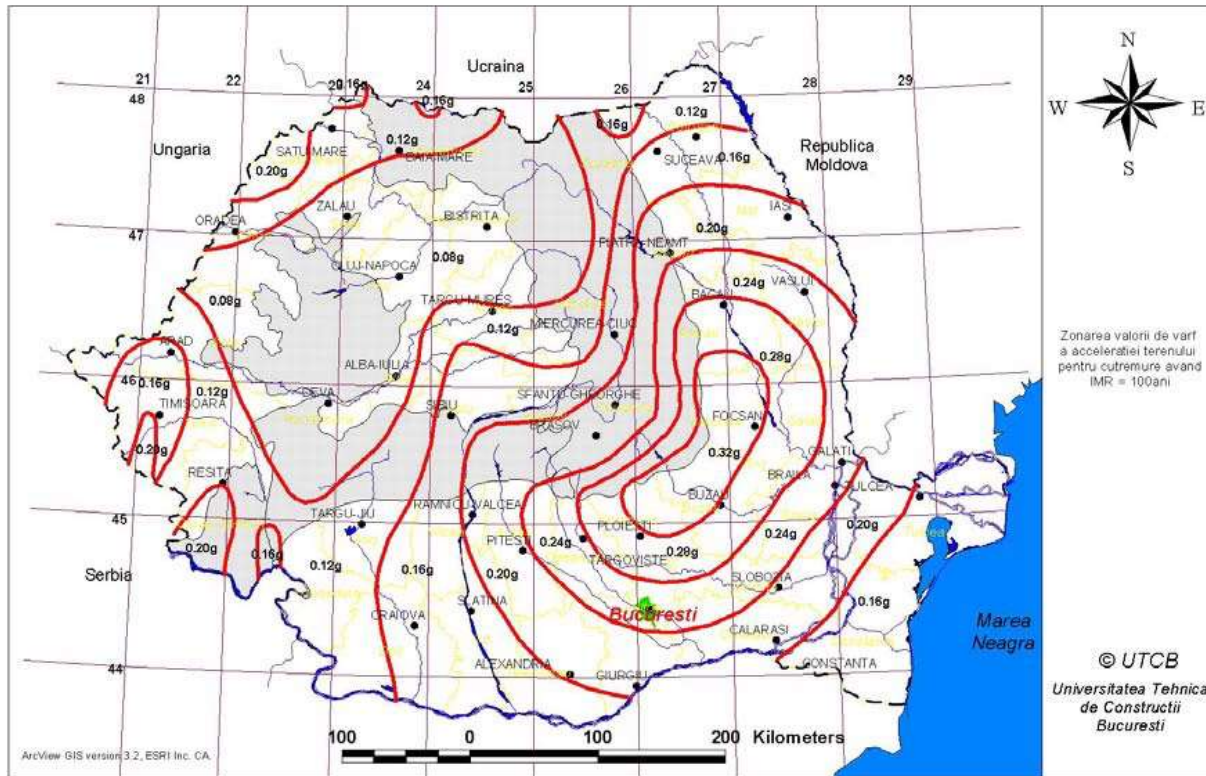 Ucraina
21
22
23
0.16g
24
25
26
27
28
29
48
0.16g
0.16g
0.12g
Ungaria
SATU-MARE
0.12g
BAIA-MARE
SUCEAVA
0.16g
Republica
Moldova
0.20g
ZALAU
ORADEA
BISTRITA
IASI
47
0.20g
PIATRA-NEAMT
CLUJ-NAPOCA
0.08g
0.08g
TARGU-MURES
BACAU
0.24g
VASLUI
0.12g
MIERCUREA-CIUC
ARAD
ALBA-IULIA
0.28g
46
0.16g
0.12g
DEVA
SIBIU
SFANTU-GHEORGHE
TIMISOARA
BRASOV
FOCSANI
0.20g
0.32g
RESITA
GALATI
BRAILA
TULCEA
45
TARGU-JIU
RAMNICU-VALCEA
BUZAU
0.20g
PLOIESTI
PITESTI
0.24g
0.24g
0.20g
0.16g
TARGOVISTE
0.28g
Serbia
0.12g
0.16g
0.20g
SLOBOZIA
0.16g
CRAIOVA
SLATINA
Bucuresti
CALARASI
44
ALEXANDRIA
GIURGIU
CONSTANTA
Marea
Neagra
100
0
100
200
Kilometers
ArcView GIS version 3.2, ESRI Inc. CA.
N
W
E
S
Zonarea valorii de varf
a acceleratiei terenului
pentru cutremure avand
IMR = 100ani
© UTCB
Universitatea Tehnica
de Constructii
Bucuresti